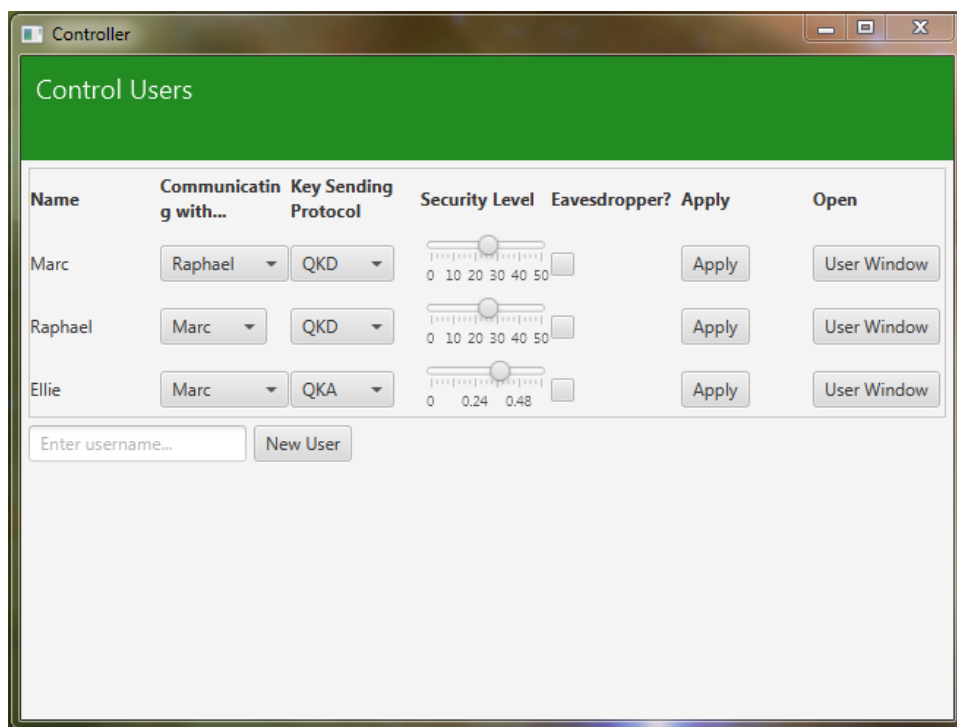 Controller
Control Users
Name Communicatin g with... Key Sending Protocol Security Level Eavesdropper? Apply Open
Marc Raphael QKD 0 10 20 30 40 50 Apply User Window
Raphael Marc QKD 0 10 20 30 40 50 Apply User Window
Ellie Marc QKA 0 0.24 0.48 Apply User Window
Enter username... New User